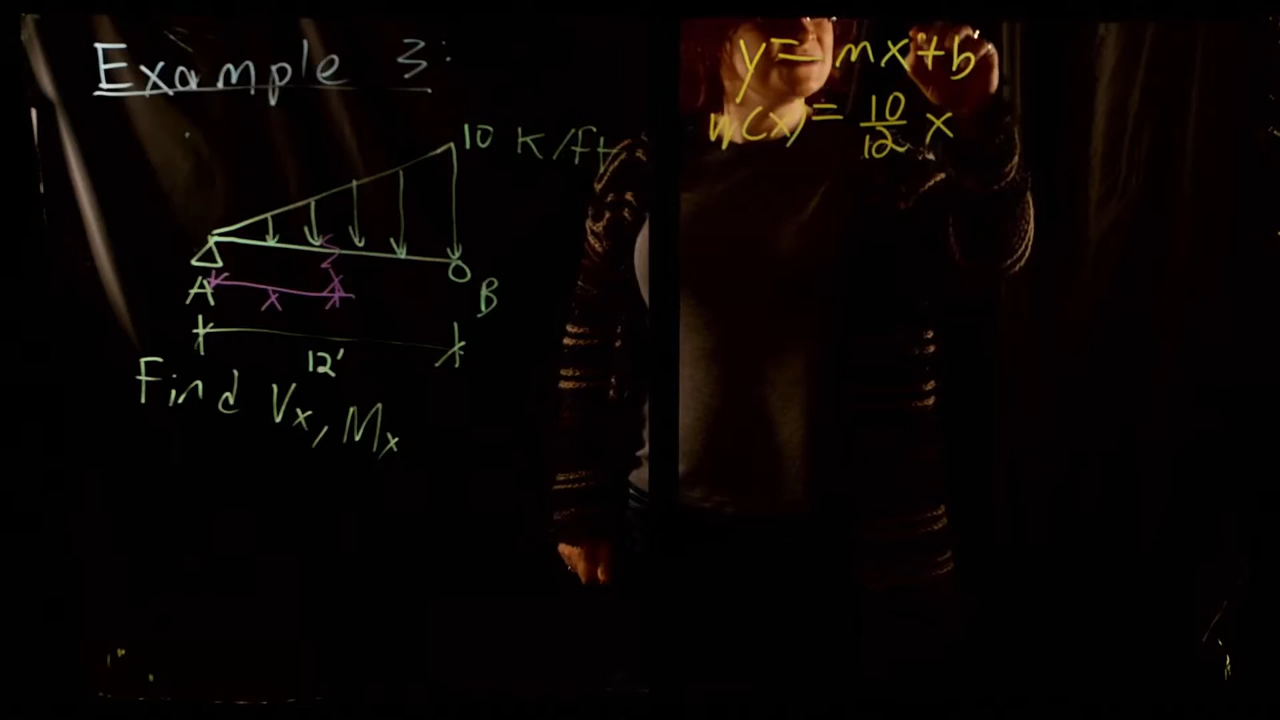 Example 3:
10 K/ft
A
x
B
12'
Find Vx, Mx
y = mx+b
w(x) = 10/12 x